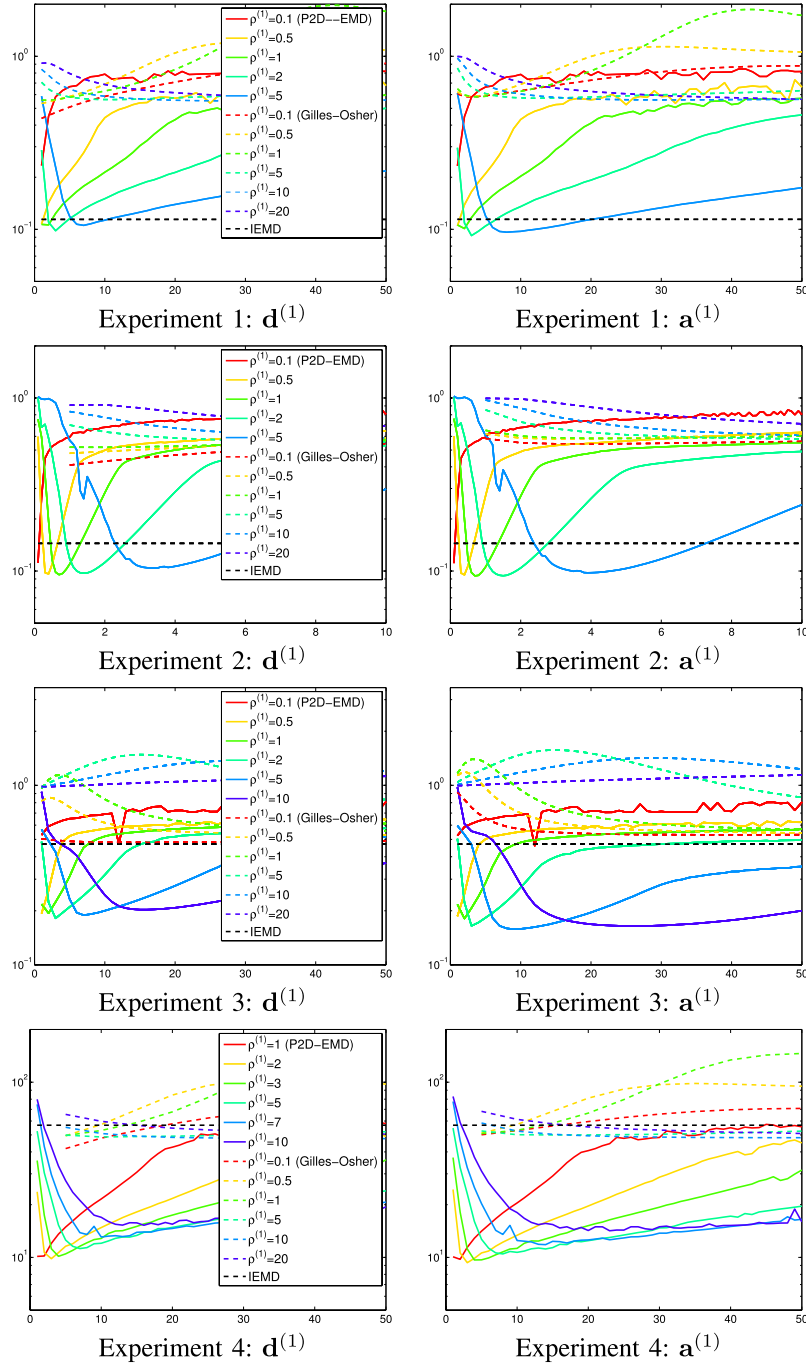 10⁰
10⁻¹
0 10 20 30 40 50
ρ⁽¹⁾=0.1 (P2D--EMD)
ρ⁽¹⁾=0.5
ρ⁽¹⁾=1
ρ⁽¹⁾=2
ρ⁽¹⁾=5
ρ⁽¹⁾=0.1 (Gilles-Osher)
ρ⁽¹⁾=0.5
ρ⁽¹⁾=1
ρ⁽¹⁾=5
ρ⁽¹⁾=10
ρ⁽¹⁾=20
IEMD
Experiment 1: d⁽¹⁾
10⁰
10⁻¹
0 10 20 30 40 50
Experiment 1: a⁽¹⁾
10⁰
10⁻¹
0 2 4 6 8 10
ρ⁽¹⁾=0.1 (P2D-EMD)
ρ⁽¹⁾=0.5
ρ⁽¹⁾=1
ρ⁽¹⁾=2
ρ⁽¹⁾=5
ρ⁽¹⁾=0.1 (Gilles-Osher)
ρ⁽¹⁾=0.5
ρ⁽¹⁾=1
ρ⁽¹⁾=5
ρ⁽¹⁾=10
ρ⁽¹⁾=20
IEMD
Experiment 2: d⁽¹⁾
10⁰
10⁻¹
0 2 4 6 8 10
Experiment 2: a⁽¹⁾
10⁰
10⁻¹
0 10 20 30 40 50
ρ⁽¹⁾=0.1 (P2D-EMD)
ρ⁽¹⁾=0.5
ρ⁽¹⁾=1
ρ⁽¹⁾=2
ρ⁽¹⁾=5
ρ⁽¹⁾=10
ρ⁽¹⁾=0.1 (Gilles-Osher)
ρ⁽¹⁾=0.5
ρ⁽¹⁾=1
ρ⁽¹⁾=5
ρ⁽¹⁾=10
ρ⁽¹⁾=20
IEMD
Experiment 3: d⁽¹⁾
10⁰
10⁻¹
0 10 20 30 40 50
Experiment 3: a⁽¹⁾
10²
10¹
0 10 20 30 40 50
ρ⁽¹⁾=1 (P2D-EMD)
ρ⁽¹⁾=2
ρ⁽¹⁾=3
ρ⁽¹⁾=5
ρ⁽¹⁾=7
ρ⁽¹⁾=10
ρ⁽¹⁾=0.1 (Gilles-Osher)
ρ⁽¹⁾=0.5
ρ⁽¹⁾=1
ρ⁽¹⁾=5
ρ⁽¹⁾=10
ρ⁽¹⁾=20
IEMD
Experiment 4: d⁽¹⁾
10²
10¹
0 10 20 30 40 50
Experiment 4: a⁽¹⁾